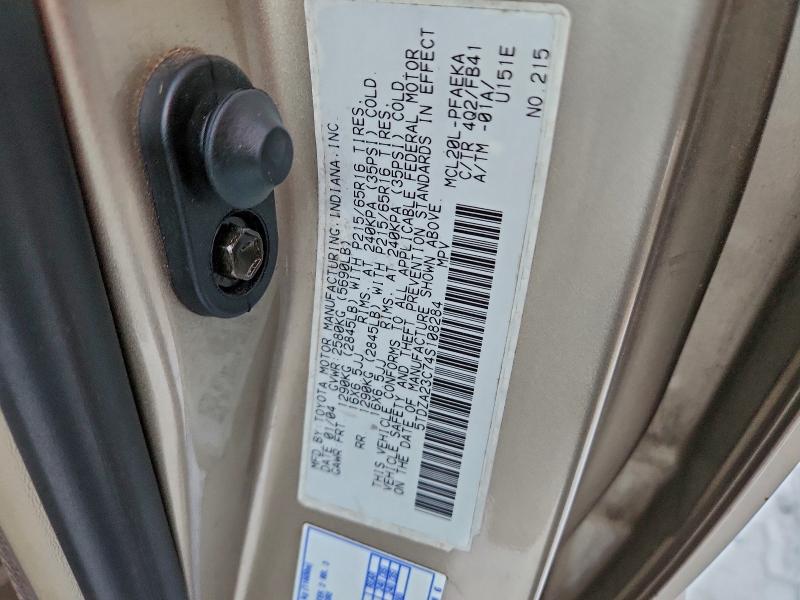 MFD. BY TOYOTA MOTOR MANUFACTURING, INDIANA, INC.
DATE 01/04 GVWR 2580KG (5690LB)
GAWR FRT 1290KG (2845LB) WITH P215/65R16 TIRES,
16X6.5JJ RIMS, AT 240KPA (35PSI) COLD.
RR 1290KG (2845LB) WITH P215/65R16 TIRES,
16X6.5JJ RIMS, AT 240KPA (35PSI) COLD
THIS VEHICLE CONFORMS TO ALL APPLICABLE FEDERAL MOTOR
VEHICLE SAFETY AND THEFT PREVENTION STANDARDS IN EFFECT
ON THE DATE OF MANUFACTURE SHOWN ABOVE.
5TDZA23C74S108284 MPV
MCL20L-PFAEKA
C/TR 4Q2/FB41
A/TM -01A/
U151E
NO. 215